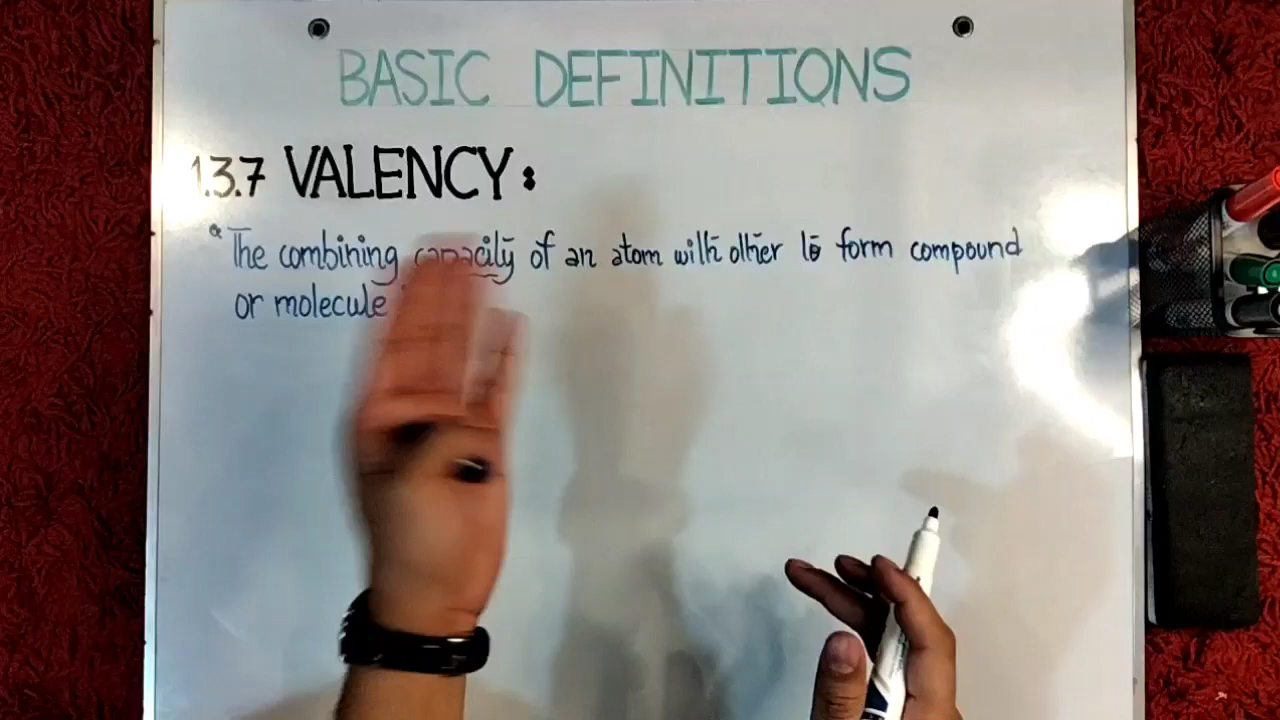 BASIC DEFINITIONS
1.3.7 VALENCY:
"The combining capacity of an atom with other to form compound
or molecule